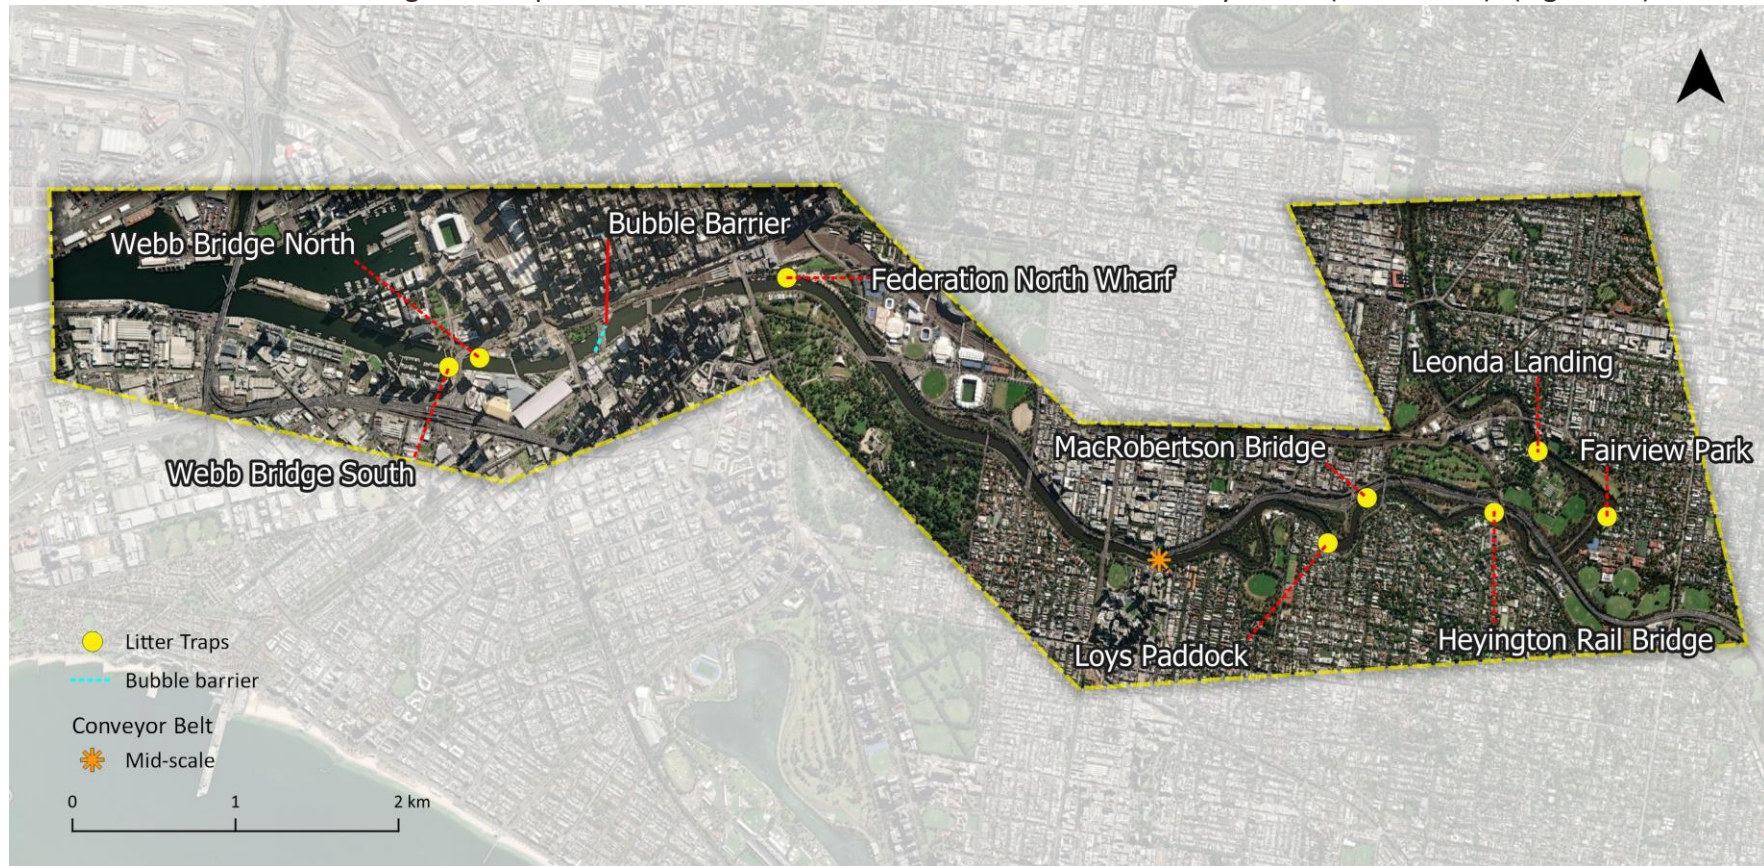 Bubble Barrier
Webb Bridge North
Federation North Wharf
Leonda Landing
MacRobertson Bridge
Fairview Park
Webb Bridge South
Heyington Rail Bridge
Loys Paddock
Litter Traps
Bubble barrier
Conveyor Belt
Mid-scale
0 1 2 km